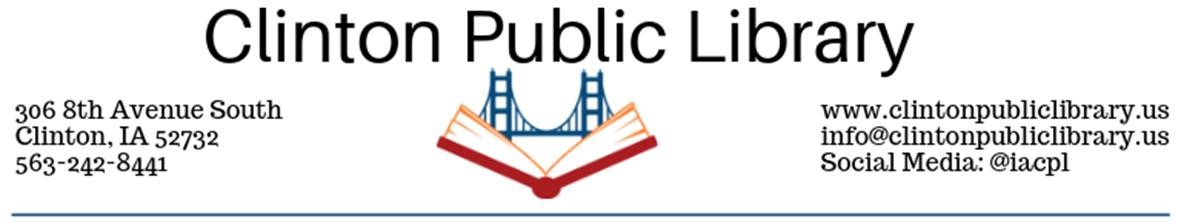 Clinton Public Library
306 8th Avenue South
Clinton, IA 52732
563-242-8441
www.clintonpubliclibrary.us
info@clintonpubliclibrary.us
Social Media: @iacpl